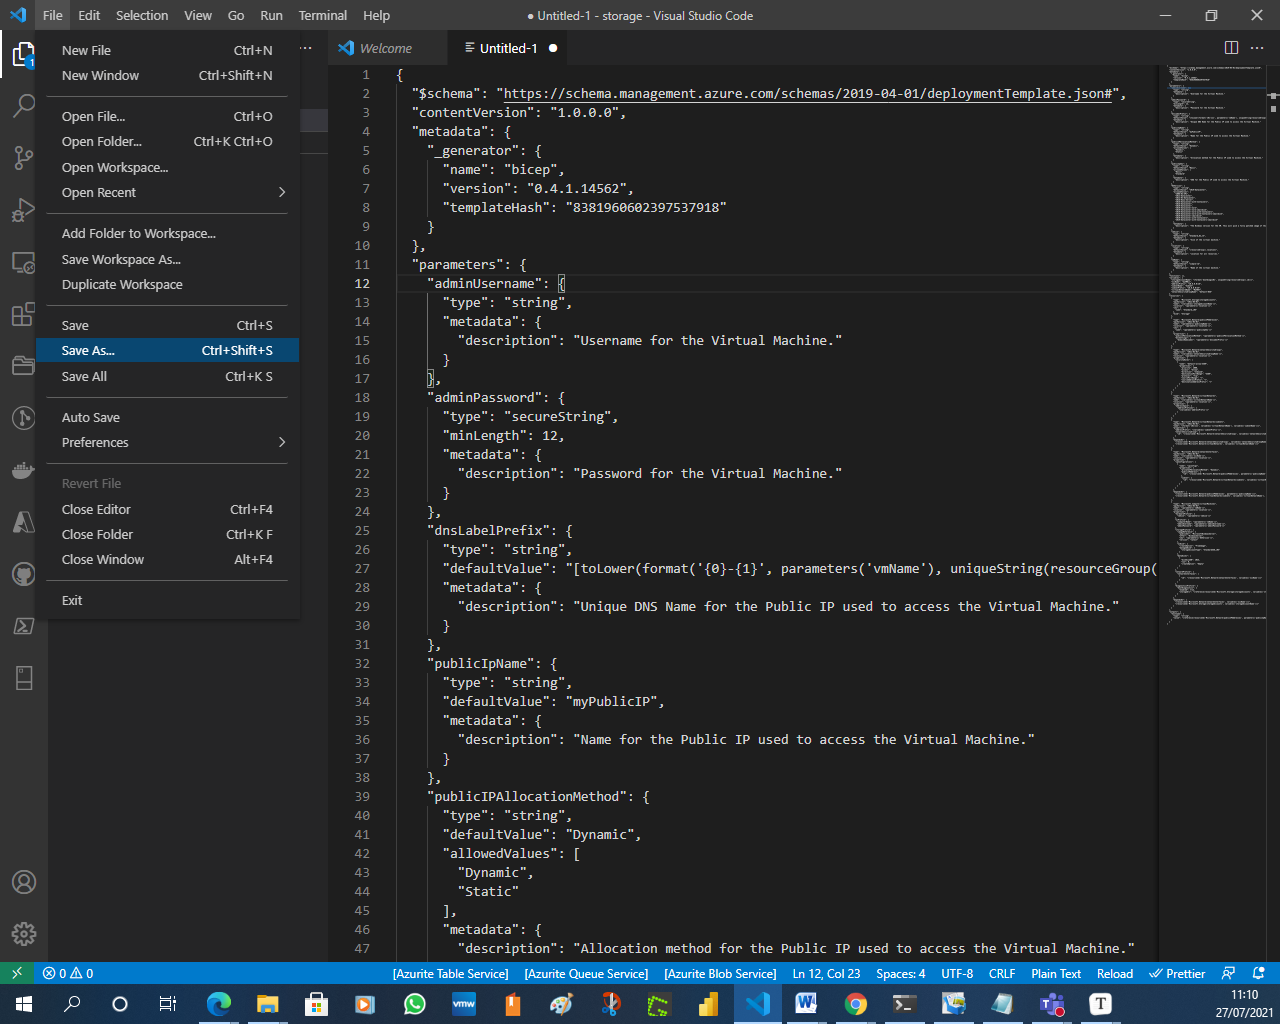 File Edit Selection View Go Run Terminal Help
● Untitled-1 - storage - Visual Studio Code
New File Ctrl+N
New Window Ctrl+Shift+N
Open File... Ctrl+O
Open Folder... Ctrl+K Ctrl+O
Open Workspace...
Open Recent
Add Folder to Workspace...
Save Workspace As...
Duplicate Workspace
Save Ctrl+S
Save As... Ctrl+Shift+S
Save All Ctrl+K S
Auto Save
Preferences
Revert File
Close Editor Ctrl+F4
Close Folder Ctrl+K F
Close Window Alt+F4
Exit
1
Welcome
Untitled-1
1 {
2 "$schema": "https://schema.management.azure.com/schemas/2019-04-01/deploymentTemplate.json#",
3 "contentVersion": "1.0.0.0",
4 "metadata": {
5 "_generator": {
6 "name": "bicep",
7 "version": "0.4.1.14562",
8 "templateHash": "8381960602397537918"
9 }
10 },
11 "parameters": {
12 "adminUsername": {
13 "type": "string",
14 "metadata": {
15 "description": "Username for the Virtual Machine."
16 }
17 },
18 "adminPassword": {
19 "type": "secureString",
20 "minLength": 12,
21 "metadata": {
22 "description": "Password for the Virtual Machine."
23 }
24 },
25 "dnsLabelPrefix": {
26 "type": "string",
27 "defaultValue": "[toLower(format('{0}-{1}', parameters('vmName'), uniqueString(resourceGroup(
28 "metadata": {
29 "description": "Unique DNS Name for the Public IP used to access the Virtual Machine."
30 }
31 },
32 "publicIpName": {
33 "type": "string",
34 "defaultValue": "myPublicIP",
35 "metadata": {
36 "description": "Name for the Public IP used to access the Virtual Machine."
37 }
38 },
39 "publicIPAllocationMethod": {
40 "type": "string",
41 "defaultValue": "Dynamic",
42 "allowedValues": [
43 "Dynamic",
44 "Static"
45 ],
46 "metadata": {
47 "description": "Allocation method for the Public IP used to access the Virtual Machine."
0 0 [Azurite Table Service] [Azurite Queue Service] [Azurite Blob Service] Ln 12, Col 23 Spaces: 4 UTF-8 CRLF Plain Text Reload Prettier
vmw
W
T
T
11:10
27/07/2021